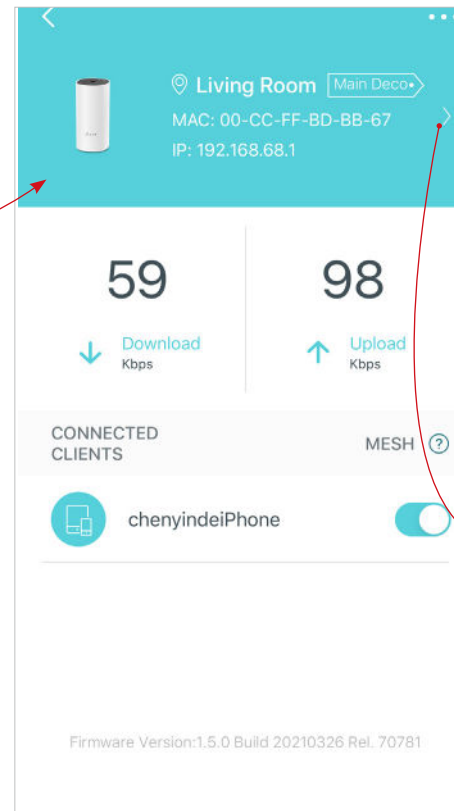 Living Room Main Deco
MAC: 00-CC-FF-BD-BB-67
IP: 192.168.68.1
59 98
Download Upload
Kbps Kbps
CONNECTED
CLIENTS
MESH ?
chenyindeiPhone
Firmware Version:1.5.0 Build 20210326 Rel. 70781